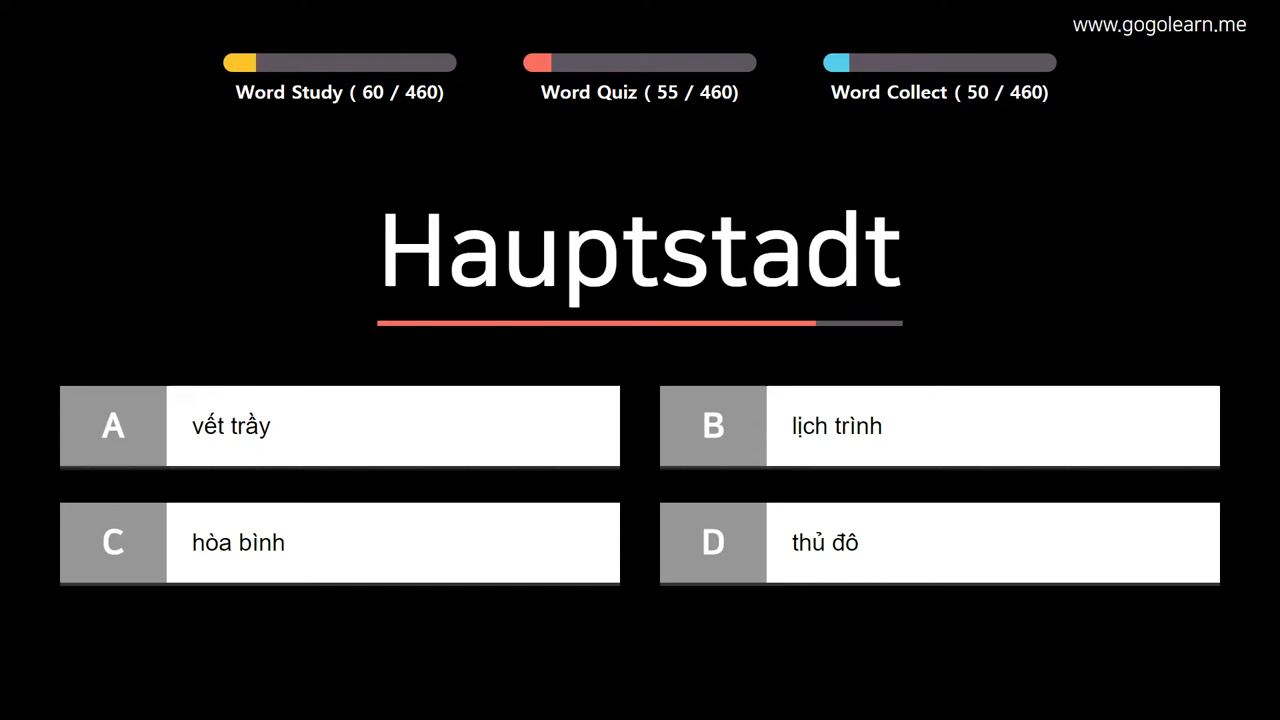 www.gogolearn.me
Word Study ( 60 / 460)
Word Quiz ( 55 / 460)
Word Collect ( 50 / 460)
Hauptstadt
A vết trầy
B lịch trình
C hòa bình
D thủ đô